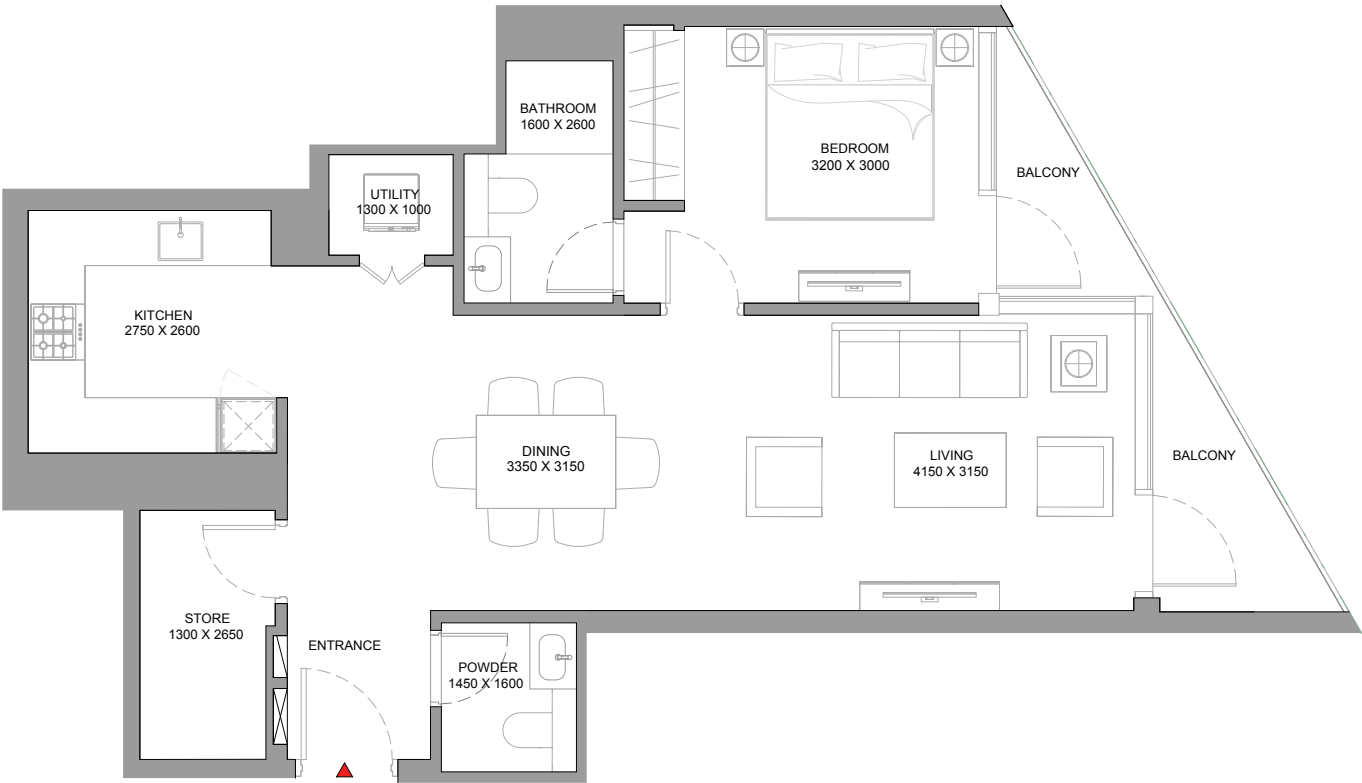 BATHROOM
1600 X 2600
BEDROOM
3200 X 3000
BALCONY
UTILITY
1300 X 1000
KITCHEN
2750 X 2600
DINING
3350 X 3150
LIVING
4150 X 3150
BALCONY
STORE
1300 X 2650
ENTRANCE
POWDER
1450 X 1600